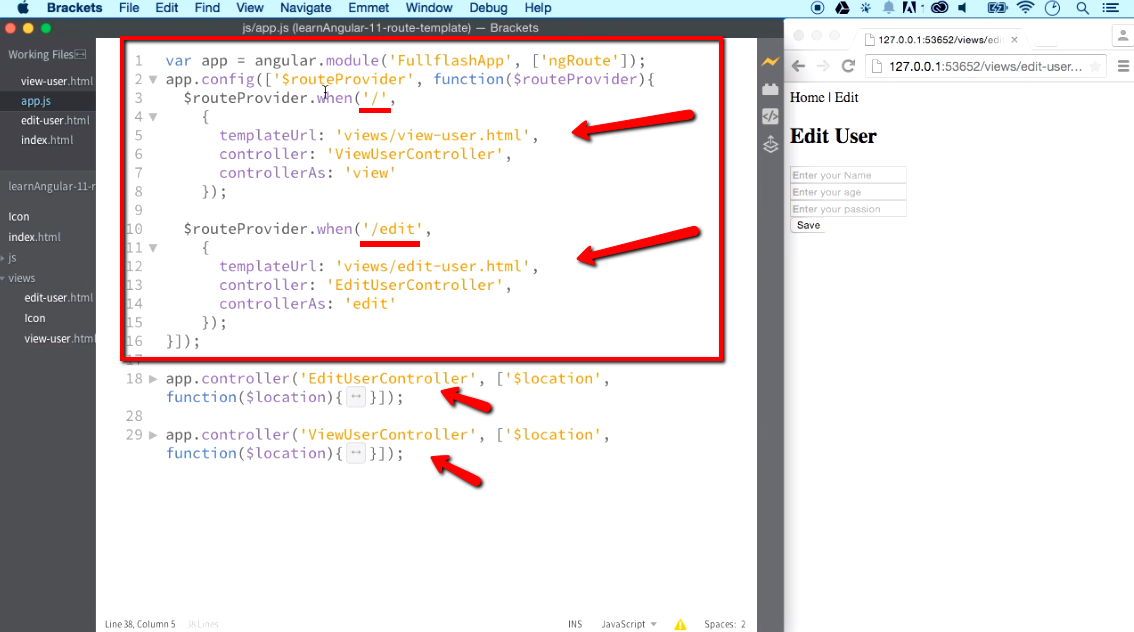 Brackets File Edit Find View Navigate Emmet Window Debug Help
js/app.js (learnAngular-11-route-template) — Brackets
Working Files
view-user.html
app.js
edit-user.html
index.html
learnAngular-11-r
Icon
index.html
js
views
edit-user.html
Icon
view-user.html
1 var app = angular.module('FullflashApp', ['ngRoute']);
2 app.config(['$routeProvider', function($routeProvider){
3 $routeProvider.when('/',
4 {
5 templateUrl: 'views/view-user.html',
6 controller: 'ViewUserController',
7 controllerAs: 'view'
8 });
9
10 $routeProvider.when('/edit',
11 {
12 templateUrl: 'views/edit-user.html',
13 controller: 'EditUserController',
14 controllerAs: 'edit'
15 });
16 }]);
17
18 app.controller('EditUserController', ['$location',
function($location){ ↔ }]);
28
29 app.controller('ViewUserController', ['$location',
function($location){ ↔ }]);
Line 38, Column 5 38 Lines
INS JavaScript Spaces: 2
127.0.0.1:53652/views/edi
127.0.0.1:53657/views/edit-user...
Home | Edit
Edit User
Enter your Name
Enter your age
Enter your passion
Save